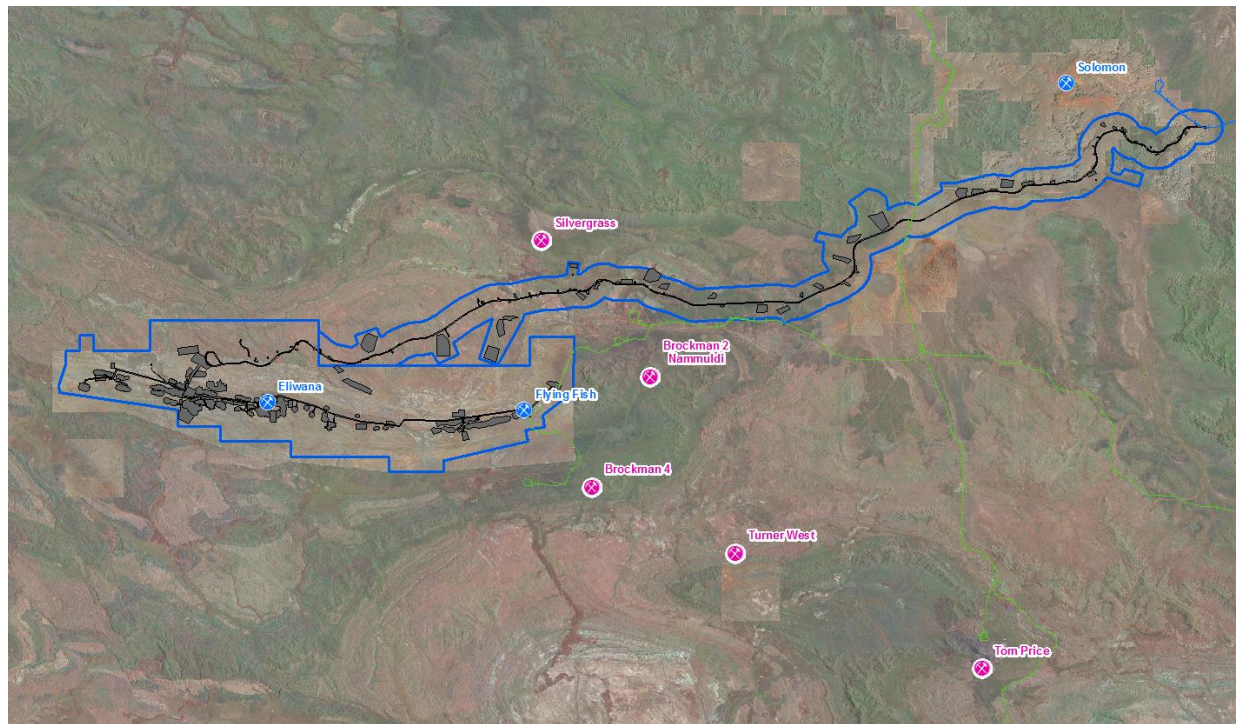 Solomon
Silvergrass
Brockman 2
Nammuldi
Eliwana
Flying Fish
Brockman 4
Turner West
Tom Price